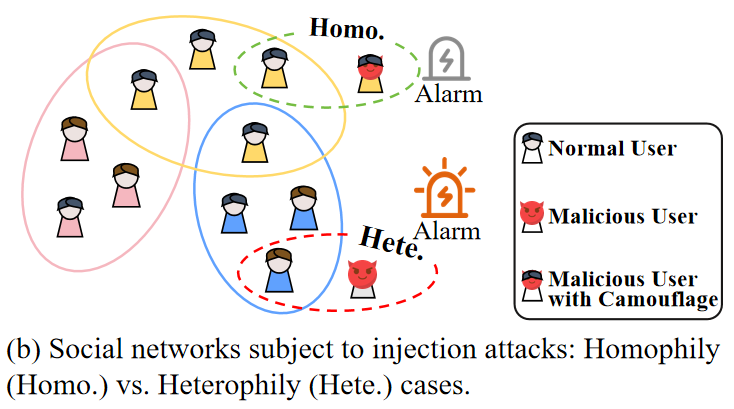 Homo.
Alarm
Hete.
Alarm
Normal User
Malicious User
Malicious User
with Camouflage
(b) Social networks subject to injection attacks: Homophily
(Homo.) vs. Heterophily (Hete.) cases.